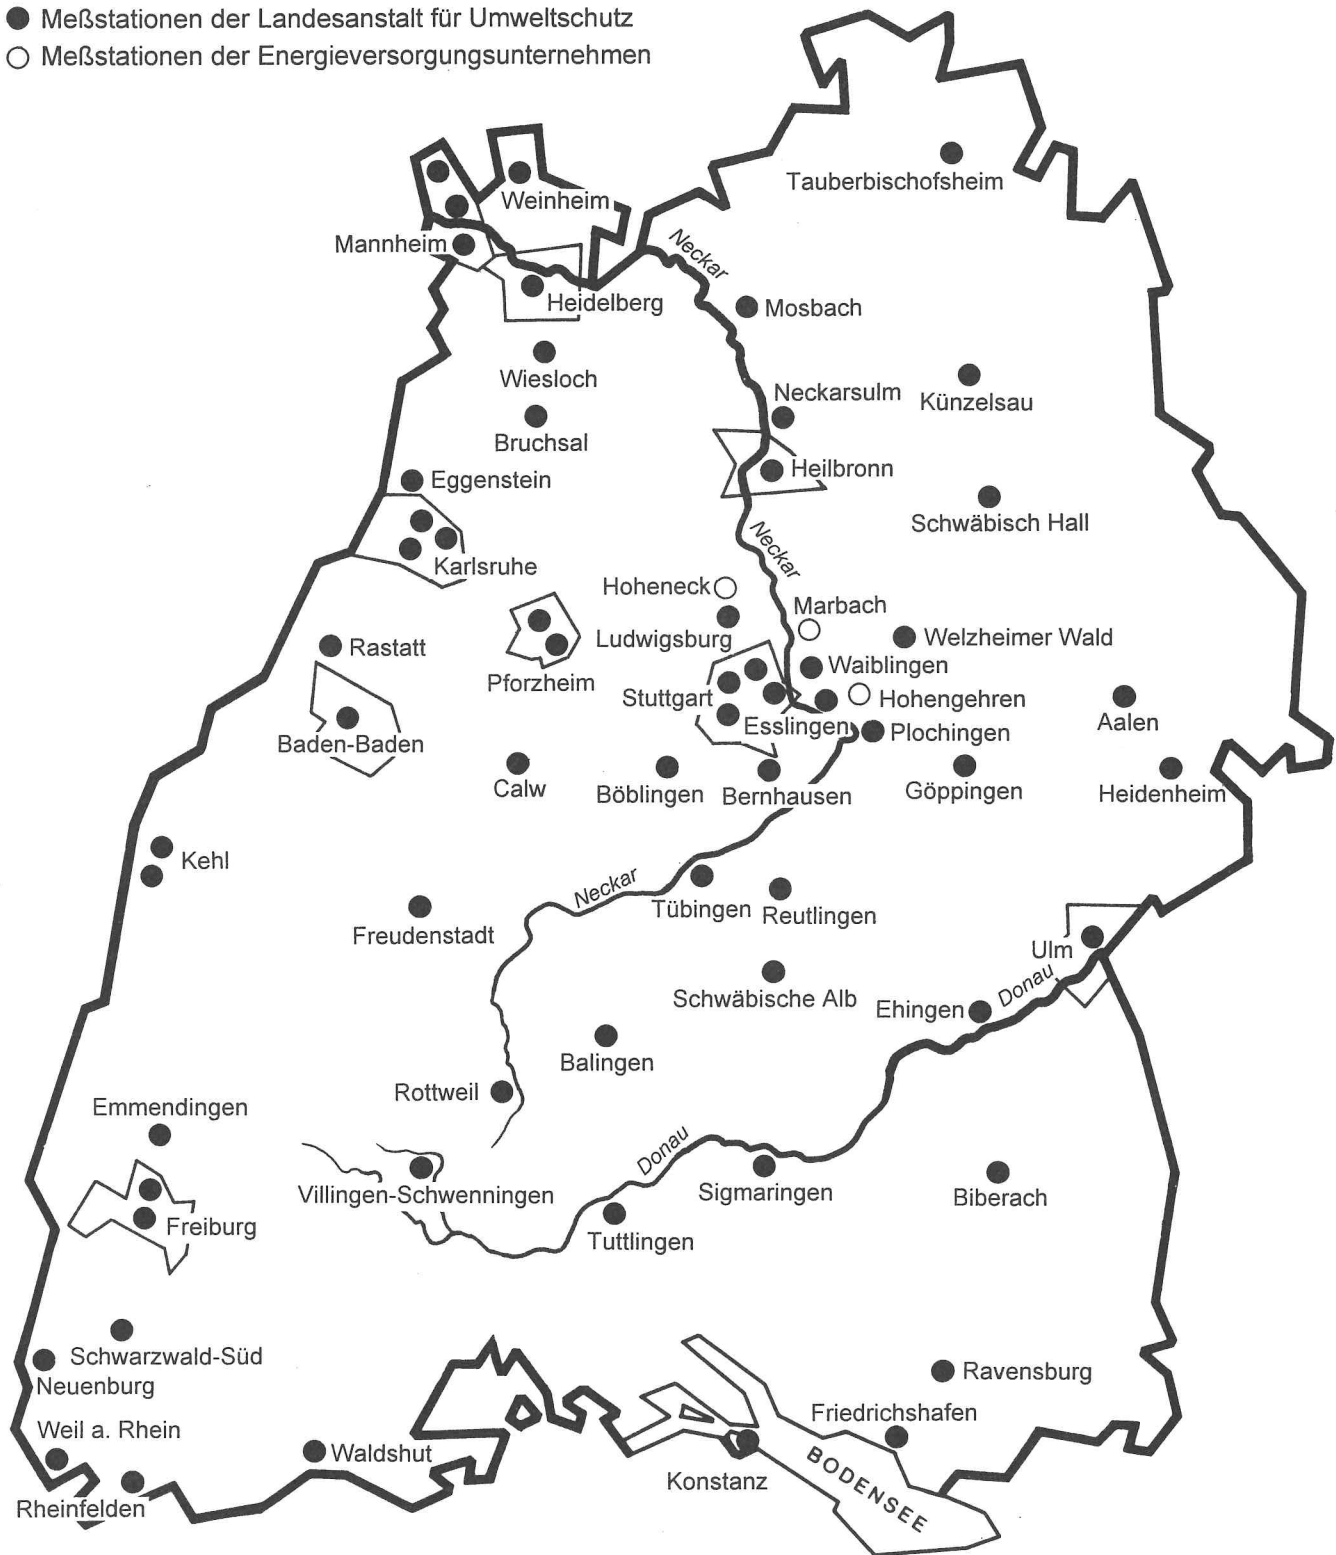 Meßstationen der Landesanstalt für Umweltschutz
Meßstationen der Energieversorgungsunternehmen
Tauberbischofsheim
Weinheim
Mannheim
Neckar
Heidelberg
Mosbach
Wiesloch
Neckarsulm
Künzelsau
Bruchsal
Heilbronn
Eggenstein
Schwäbisch Hall
Neckar
Karlsruhe
Hoheneck
Marbach
Ludwigsburg
Welzheimer Wald
Rastatt
Waiblingen
Pforzheim
Stuttgart
Hohengehren
Aalen
Esslingen
Plochingen
Baden-Baden
Calw
Böblingen
Bernhausen
Göppingen
Heidenheim
Kehl
Neckar
Tübingen
Reutlingen
Freudenstadt
Ulm
Donau
Schwäbische Alb
Ehingen
Balingen
Rottweil
Emmendingen
Donau
Villingen-Schwenningen
Sigmaringen
Biberach
Freiburg
Tuttlingen
Schwarzwald-Süd
Neuenburg
Ravensburg
Friedrichshafen
Weil a. Rhein
Waldshut
Konstanz
BODENSEE
Rheinfelden